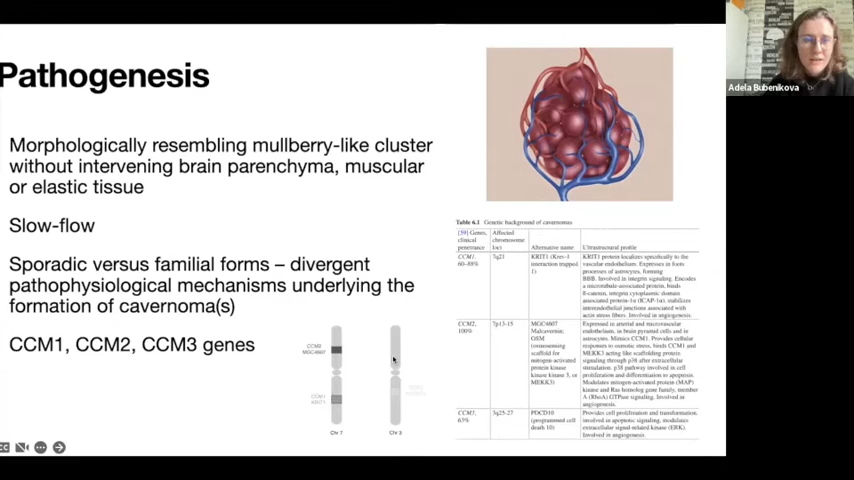 Pathogenesis
Morphologically resembling mullberry-like cluster
without intervening brain parenchyma, muscular
or elastic tissue
Slow-flow
Sporadic versus familial forms – divergent
pathophysiological mechanisms underlying the
formation of cavernoma(s)
CCM1, CCM2, CCM3 genes
CCM2
MGC4607
CCM1
KRIT1
Chr 7
Chr 3
Table 6.1 Genetic background of cavernomas
[39] Genes,
clinical
penetrance
Affected
chromosome
loci
Alternative name
Ultrastructural profile
CCM1,
60–88%
7q21
KRIT1 (Krev-1
interaction trapped
1)
KRIT1 protein localizes specifically to the
vascular endothelium. Expresses in foots
processes of astrocytes, forming
BBB. Involved in integrin signaling. Encodes
a microtubule-associated protein, binds
ß-catenin, integrin cytoplasmic domain
associated protein-1α (ICAP-1α), stabilizes
interendothelial junctions associated with
actin stress fibers. Involved in angiogenesis.
CCM2,
100%
7p13-15
MGC4607
Malcavernin;
OSM
(osmosensing
scaffold for
mitogen-activated
protein kinase
kinase kinase 3, or
MEKK3)
Expressed in arterial and microvascular
endothelium, in brain pyramid cells and in
astrocytes. Mimics CCM1. Provides cellular
responses to osmotic stress, binds CCM1 and
MEKK3 acting like scaffolding protein
signaling through p38 after extracellular
stimulation. p38 pathway involved in cell
proliferation and differentiation to apoptosis.
Modulates mitogen-activated protein (MAP)
kinase and Ras homolog gene family, member
A (RhoA) GTPase signaling. Involved in
angiogenesis.
CCM3,
63%
3q25-27
PDCD10
(programmed cell
death 10)
Provides cell proliferation and transformation,
involved in apoptotic signaling, modulates
extracellular signal-related kinase (ERK).
Involved in angiogenesis.
Adela Bubenikova